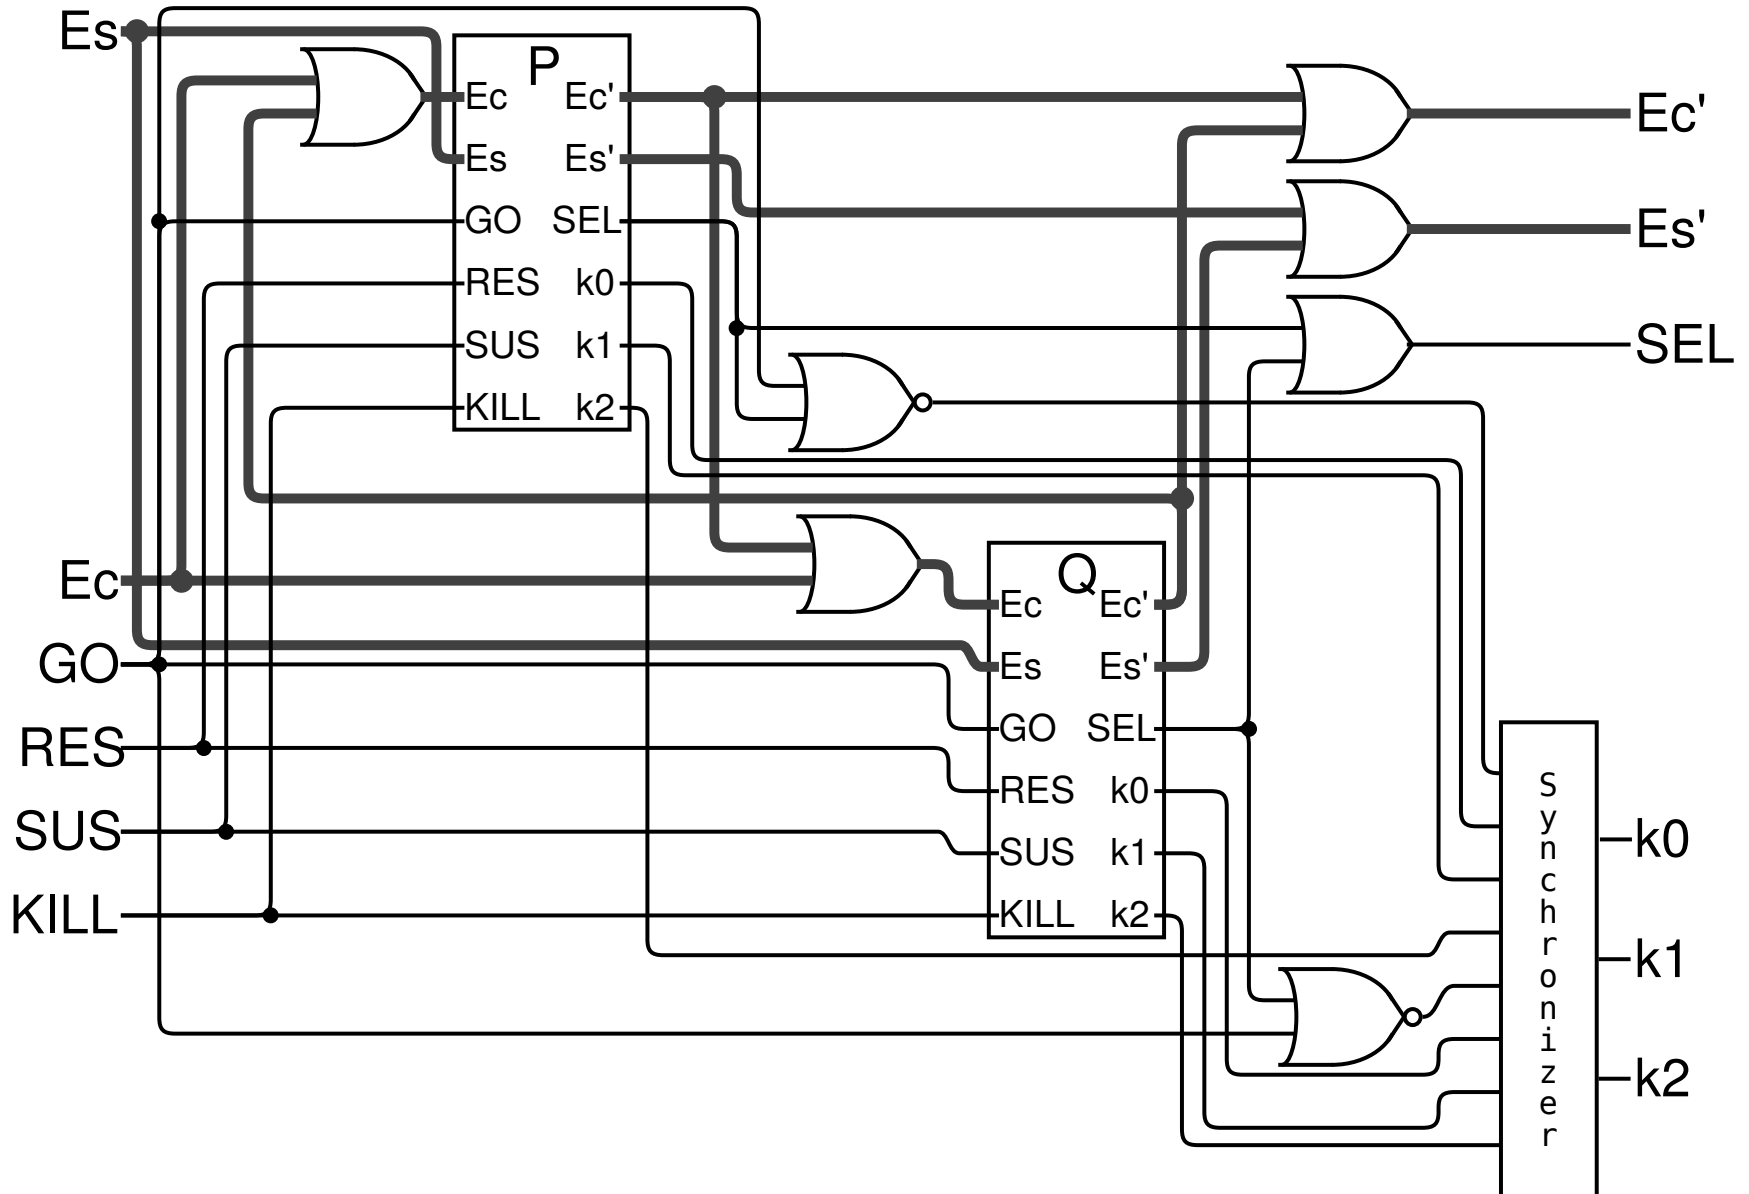 Es
P
Ec Ec'
Ec'
Es Es'
Es'
GO SEL
RES k0
SEL
SUS k1
KILL k2
Ec
Q
Ec Ec'
GO
Es Es'
GO SEL
RES
RES k0
SUS
SUS k1
KILL
KILL k2
Synchronizer
k0
k1
k2